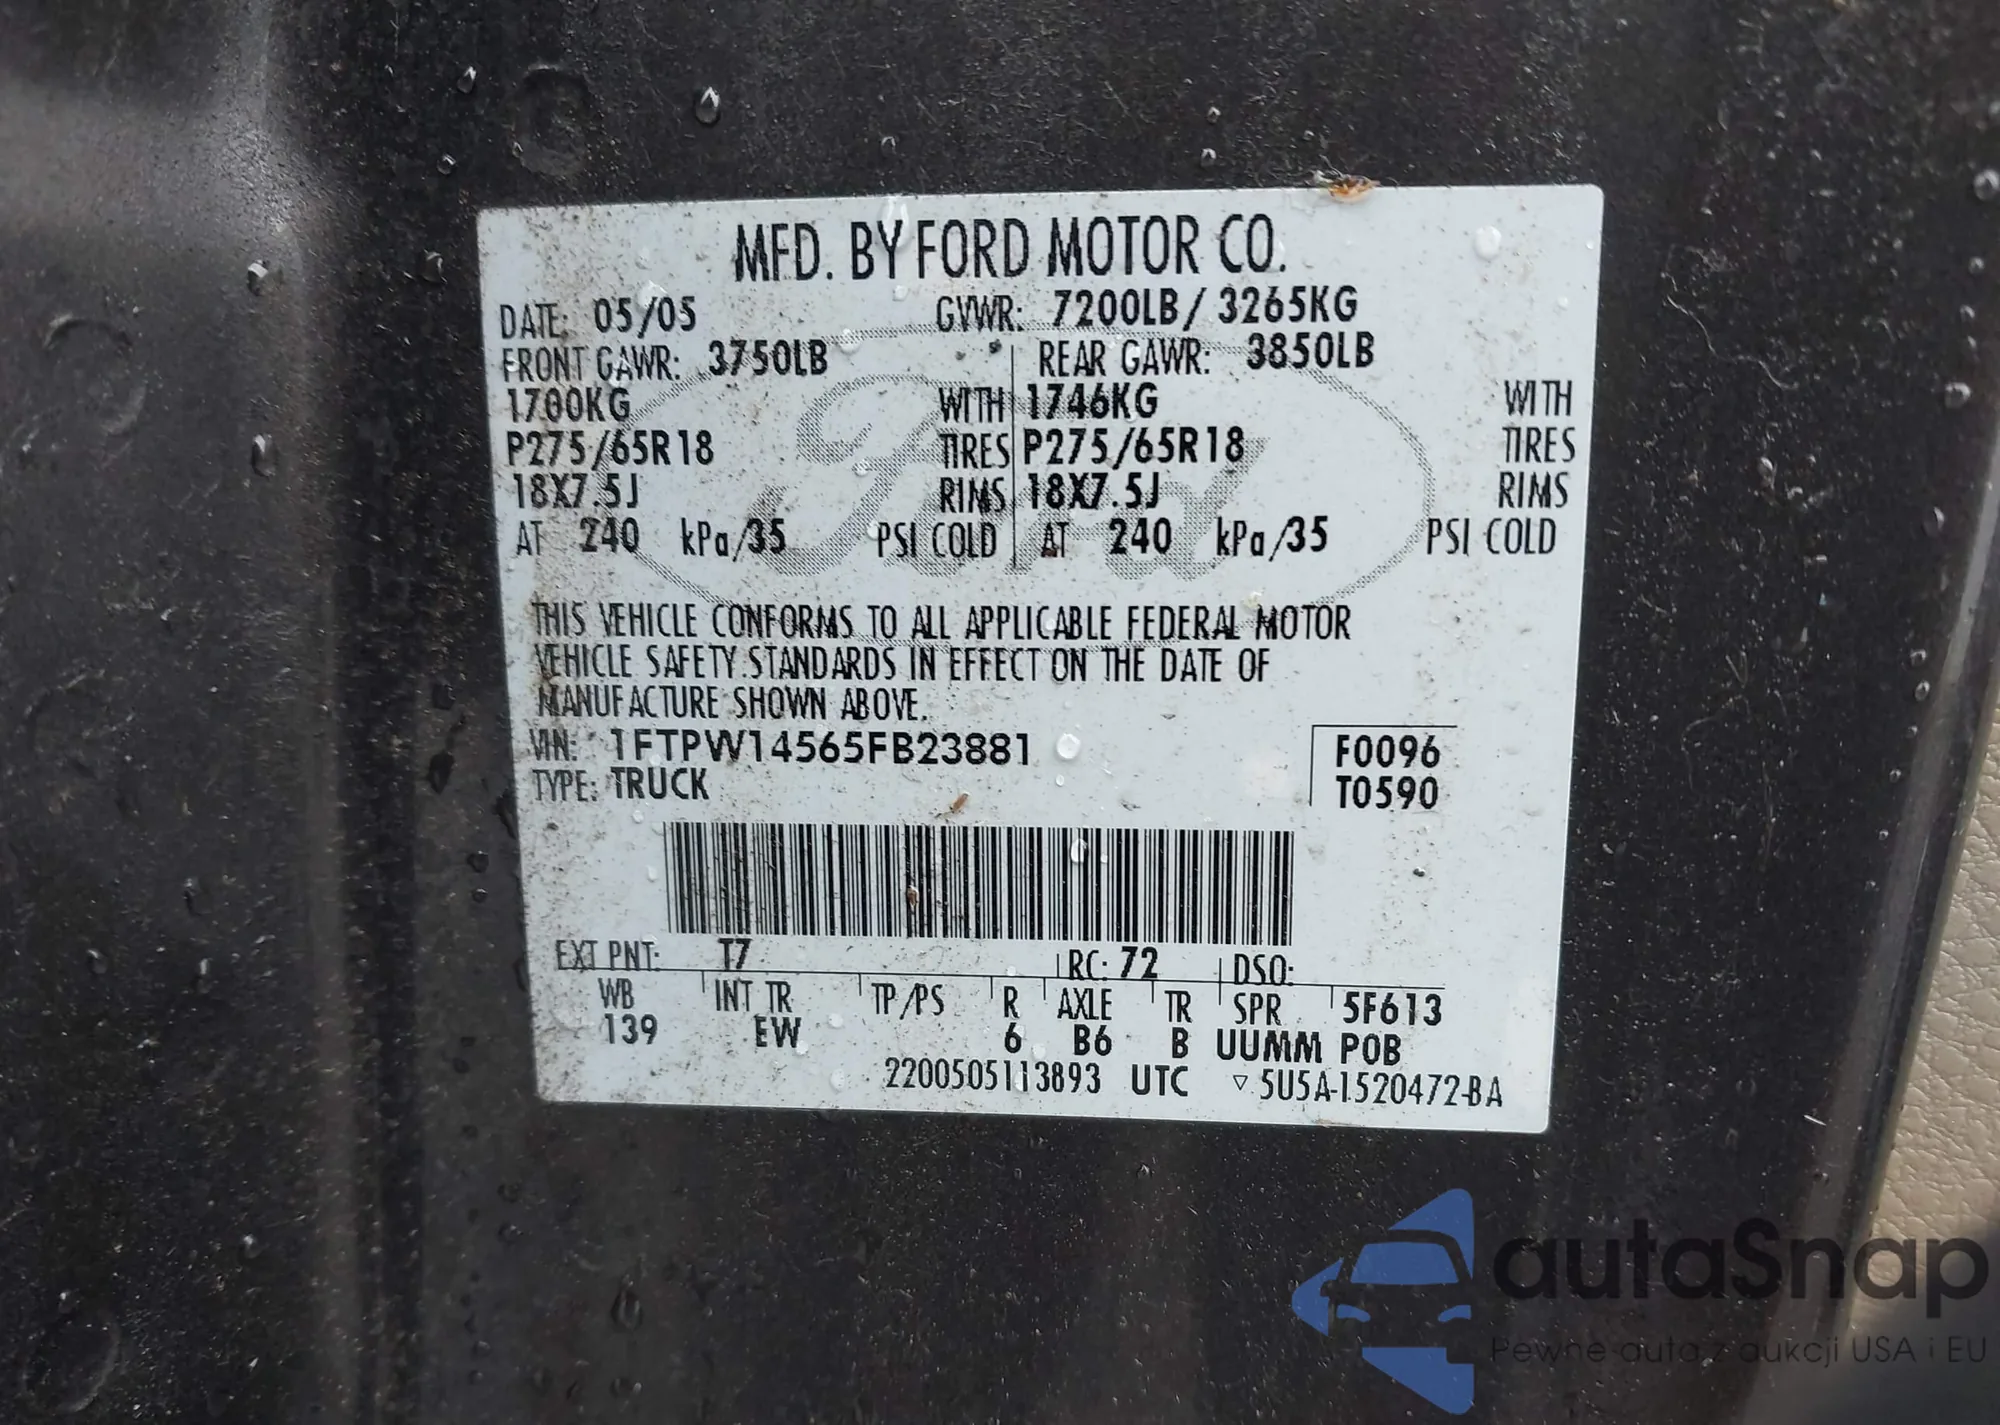 MFD. BY FORD MOTOR CO.
DATE: 05/05 GVWR: 7200LB/ 3265KG
FRONT GAWR: 3750LB REAR GAWR: 3850LB
1700KG WITH 1746KG WITH
P275/65R18 TIRES P275/65R18 TIRES
18X7.5J RIMS 18X7.5J RIMS
AT 240 kPa/35 PSI COLD AT 240 kPa/35 PSI COLD
Ford
THIS VEHICLE CONFORMS TO ALL APPLICABLE FEDERAL MOTOR
VEHICLE SAFETY STANDARDS IN EFFECT ON THE DATE OF
MANUFACTURE SHOWN ABOVE.
VIN: 1FTPW14565FB23881 F0096
TYPE: TRUCK T0590
EXT PNT: T7 RC: 72 DSO:
WB INT TR TP/PS R AXLE TR SPR 5F613
139 EW 6 B6 B UUMM POB
2200505113893 UTC ▽ 5U5A-1520472-BA
autaSnap
Pewne auta z aukcji USA i EU